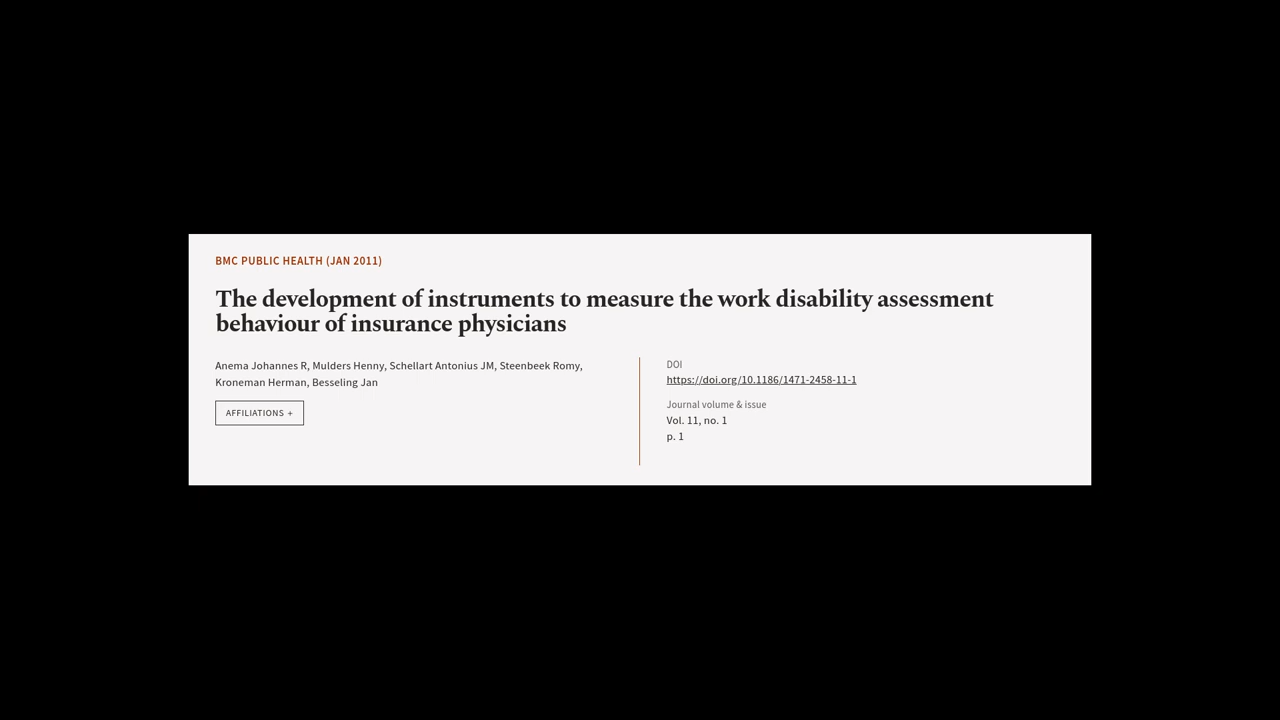 BMC PUBLIC HEALTH (JAN 2011)
The development of instruments to measure the work disability assessment
behaviour of insurance physicians
Anema Johannes R, Mulders Henny, Schellart Antonius JM, Steenbeek Romy,
Kroneman Herman, Besseling Jan
AFFILIATIONS +
DOI
https://doi.org/10.1186/1471-2458-11-1
Journal volume & issue
Vol. 11, no. 1
p. 1